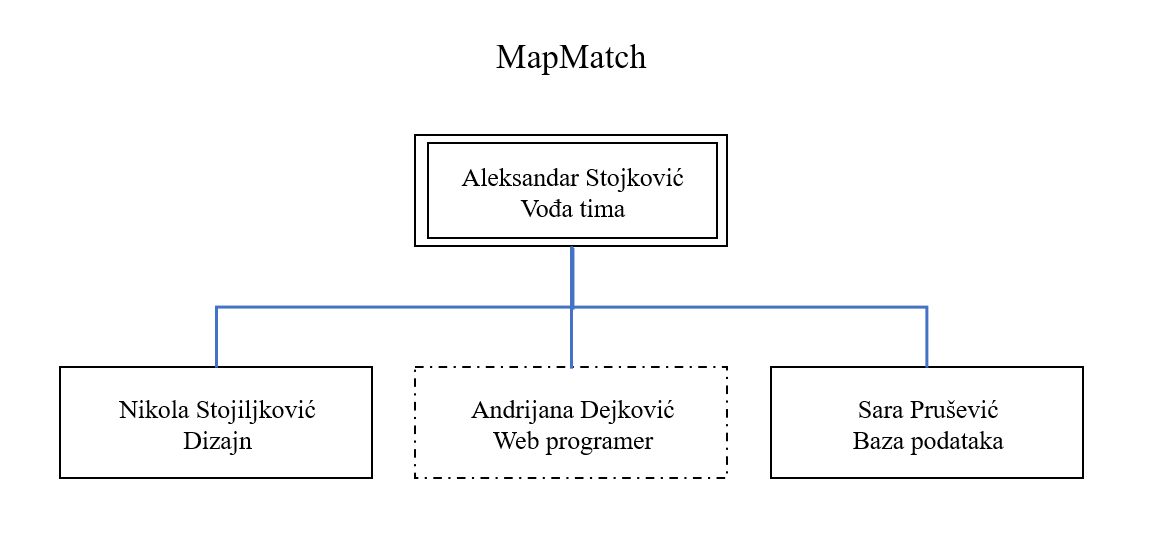 MapMatch
Aleksandar Stojković
Vođa tima
Nikola Stojiljković
Dizajn
Andrijana Dejković
Web programer
Sara Prušević
Baza podataka